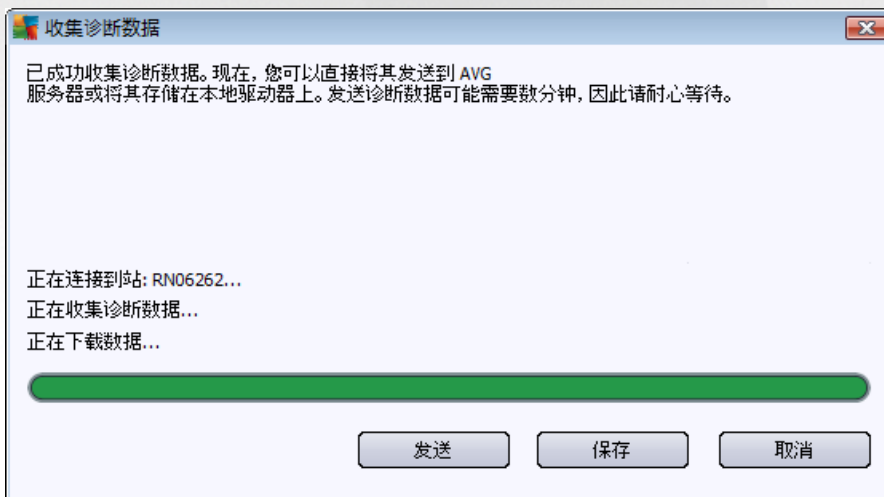 收集诊断数据
已成功收集诊断数据。现在, 您可以直接将其发送到 AVG
服务器或将其存储在本地驱动器上。发送诊断数据可能需要数分钟, 因此请耐心等待。
正在连接到站: RN06262...
正在收集诊断数据...
正在下载数据...
发送
保存
取消